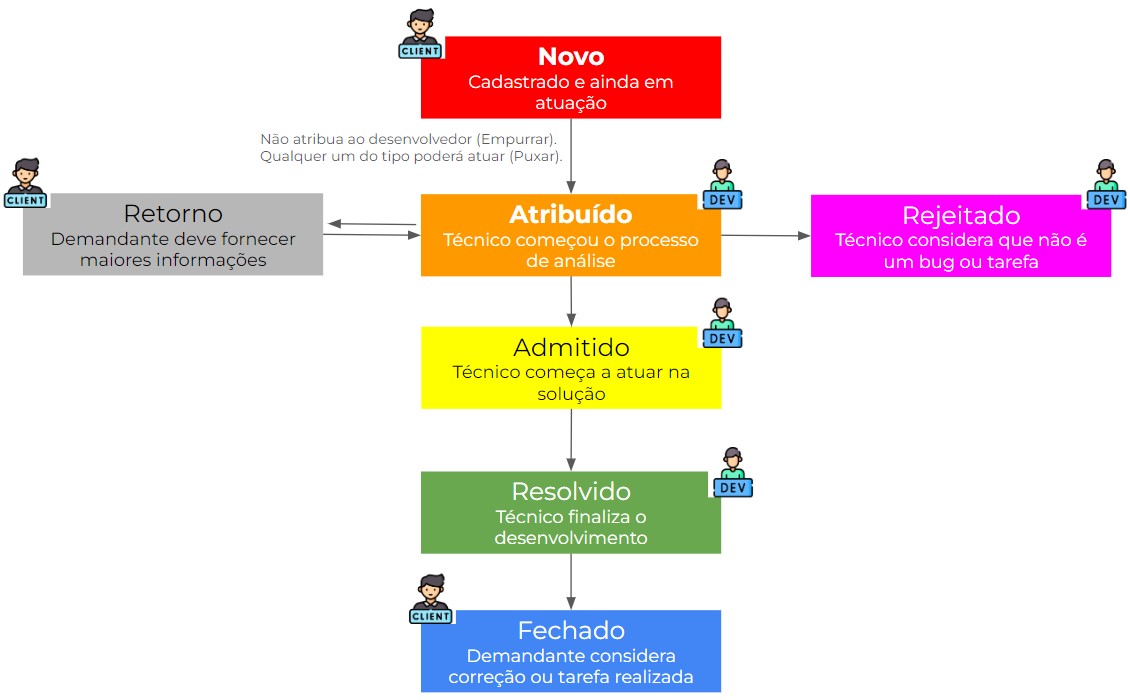 CLIENT
Novo
Cadastrado e ainda em
atuação
Não atribua ao desenvolvedor (Empurrar).
Qualquer um do tipo poderá atuar (Puxar).
CLIENT
Retorno
Demandante deve fornecer
maiores informações
DEV
Atribuído
Técnico começou o processo
de análise
DEV
Rejeitado
Técnico considera que não é
um bug ou tarefa
DEV
Admitido
Técnico começa a atuar na
solução
DEV
Resolvido
Técnico finaliza o
desenvolvimento
CLIENT
Fechado
Demandante considera
correção ou tarefa realizada